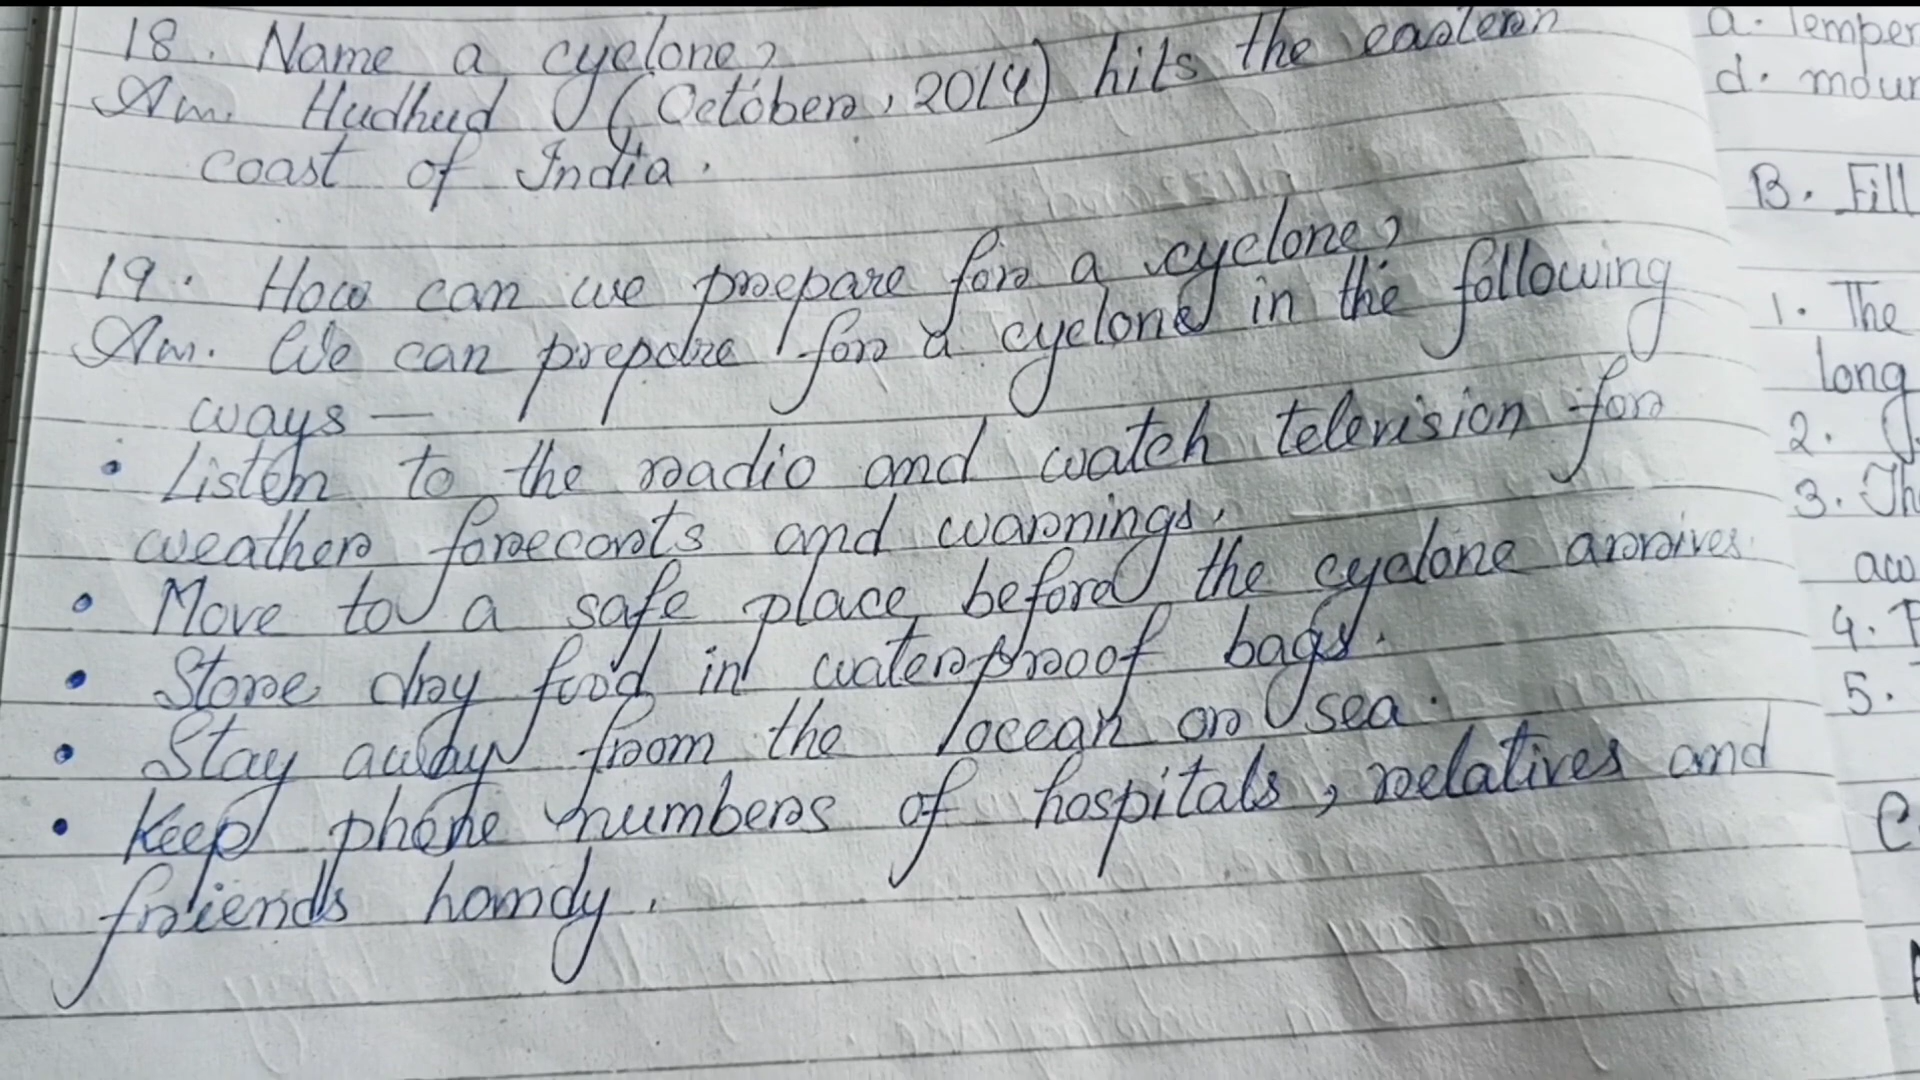 18. Name a cyclone?
Ans. Hudhud (October, 2014) hits the eastern
coast of India.
19. How can we prepare for a cyclone?
Ans. We can prepare for a cyclone in the following
ways —
• Listen to the radio and watch television for
weather forecasts and warnings.
• Move to a safe place before the cyclone arrives.
• Store dry food in waterproof bags.
• Stay away from the ocean or sea.
• Keep phone numbers of hospitals, relatives and
friends handy.
a. Temper
d. moun
B. Fill
1. The
long
2.
3. Th
aw
4. F
5.
C